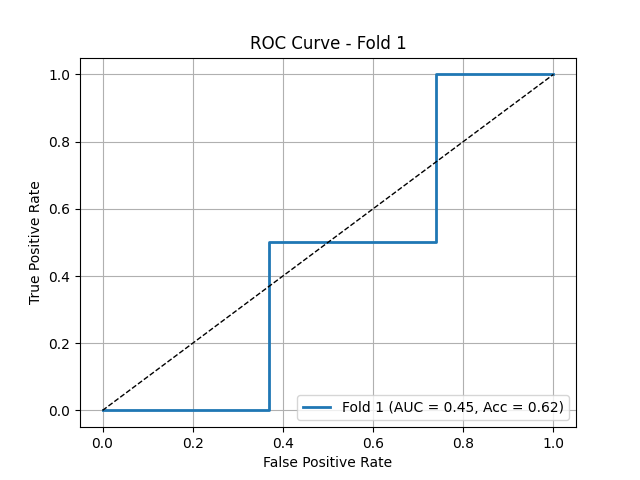 ROC Curve - Fold 1
True Positive Rate
1.0
0.8
0.6
0.4
0.2
0.0
Fold 1 (AUC = 0.45, Acc = 0.62)
0.0 0.2 0.4 0.6 0.8 1.0
False Positive Rate